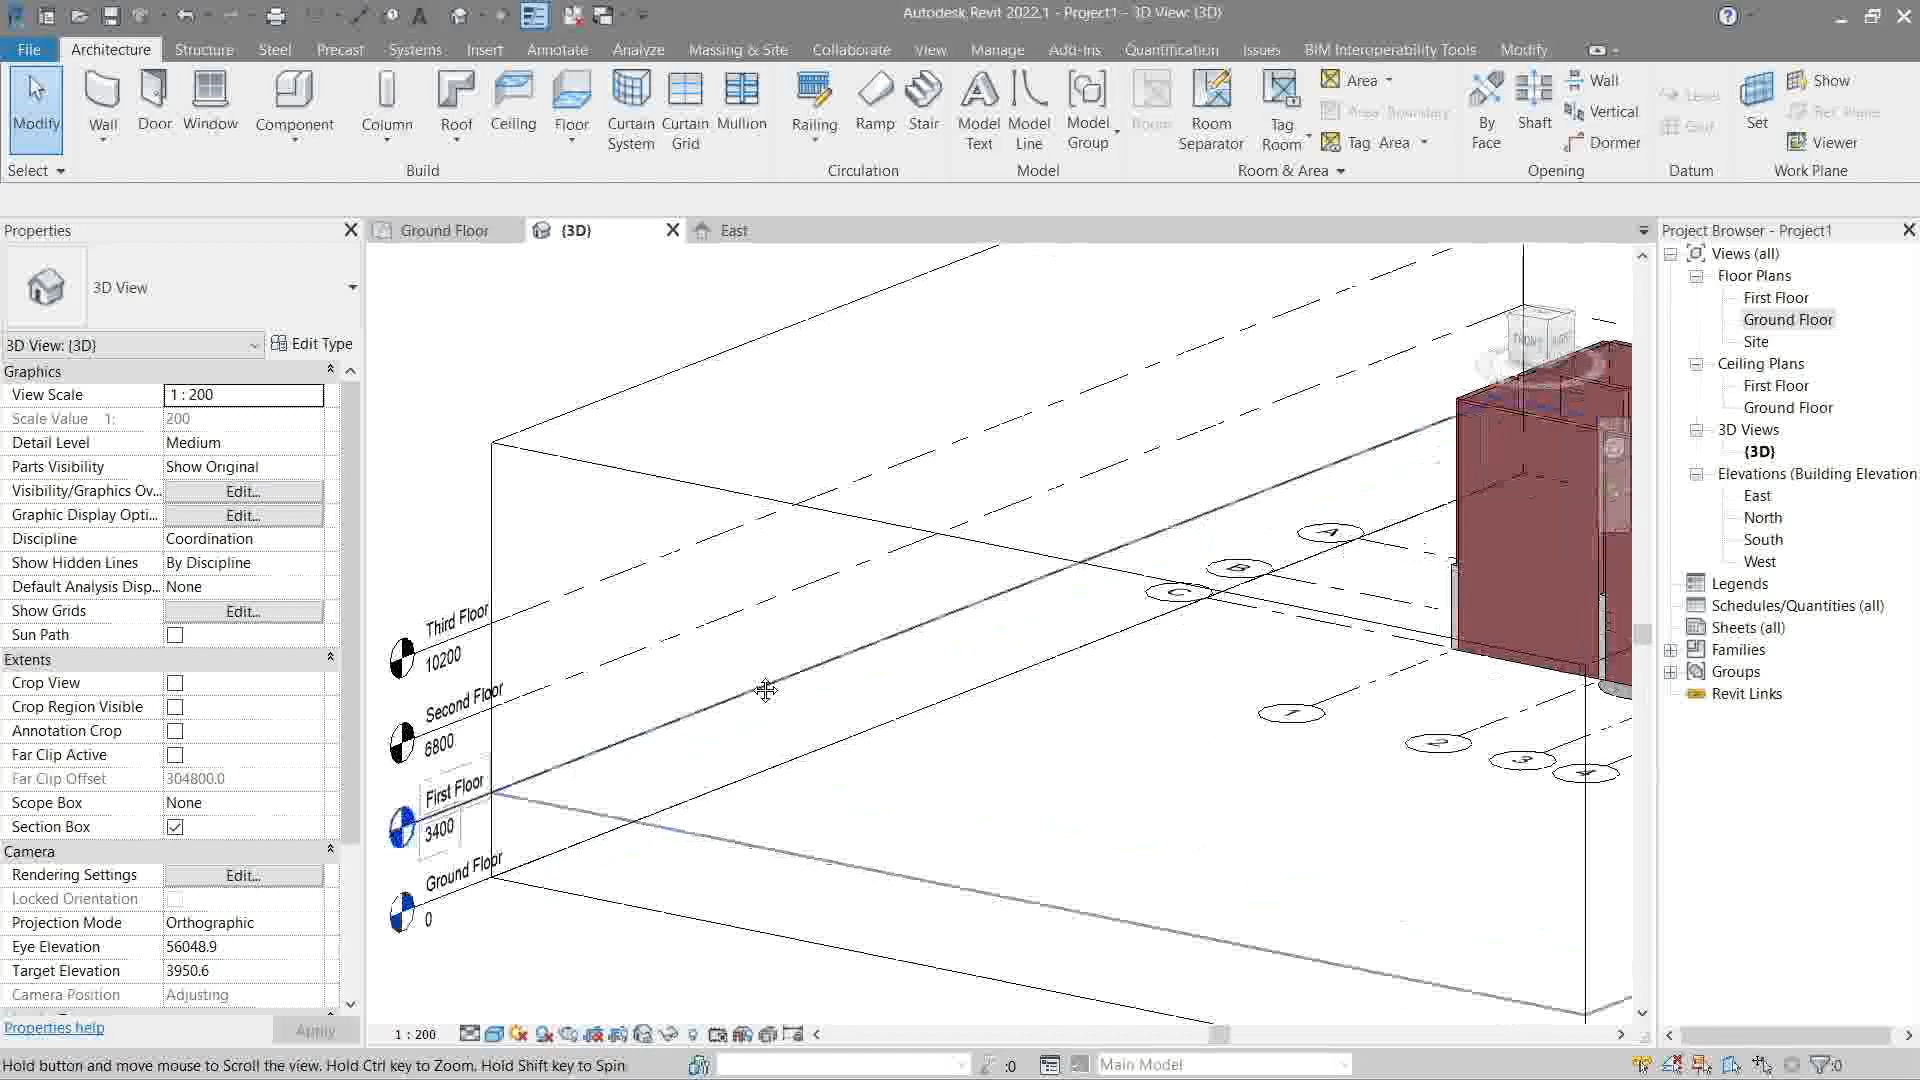 Autodesk Revit 2022.1 - Project1 - 3D View: {3D}
File Architecture Structure Steel Precast Systems Insert Annotate Analyze Massing & Site Collaborate View Manage Add-Ins Quantification Issues BIM Interoperability Tools Modify
Modify Wall Door Window Component Column Roof Ceiling Floor Curtain System Curtain Grid Mullion Railing Ramp Stair Model Text Model Line Model Group Room Room Separator Tag Room Area Area Boundary Tag Area By Face Shaft Wall Vertical Dormer Level Grid Set Show Ref Plane Viewer
Select Build Circulation Model Room & Area Opening Datum Work Plane
Properties
3D View
3D View: {3D} Edit Type
Graphics
View Scale 1 : 200
Scale Value 1: 200
Detail Level Medium
Parts Visibility Show Original
Visibility/Graphics Ov... Edit...
Graphic Display Opti... Edit...
Discipline Coordination
Show Hidden Lines By Discipline
Default Analysis Disp... None
Show Grids Edit...
Sun Path
Extents
Crop View
Crop Region Visible
Annotation Crop
Far Clip Active
Far Clip Offset 304800.0
Scope Box None
Section Box
Camera
Rendering Settings Edit...
Locked Orientation
Projection Mode Orthographic
Eye Elevation 56048.9
Target Elevation 3950.6
Camera Position Adjusting
Properties help Apply
Ground Floor {3D} East
Third Floor
10200
Second Floor
6800
First Floor
3400
Ground Floor
0
A
B
C
1
2
3
4
FRONT
1 : 200
Project Browser - Project1
Views (all)
Floor Plans
First Floor
Ground Floor
Site
Ceiling Plans
First Floor
Ground Floor
3D Views
{3D}
Elevations (Building Elevation
East
North
South
West
Legends
Schedules/Quantities (all)
Sheets (all)
Families
Groups
Revit Links
Hold button and move mouse to Scroll the view. Hold Ctrl key to Zoom. Hold Shift key to Spin :0 Main Model :0